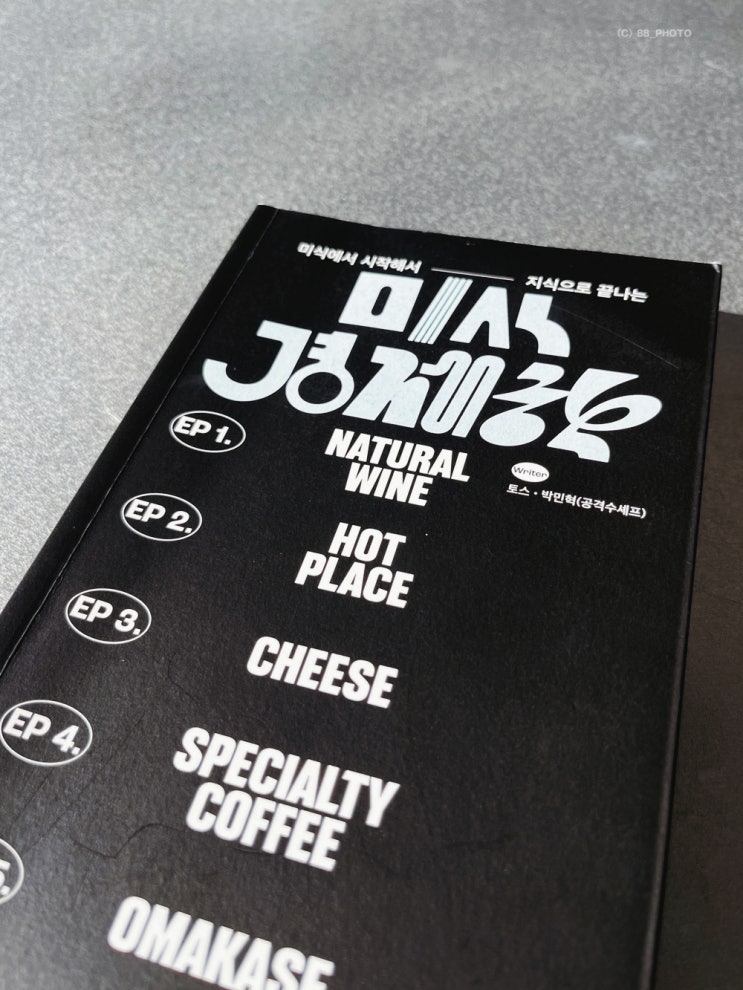 (C) BB_PHOTO
미식에서 시작해서 지식으로 끝나는
미식
경제학
EP 1.
NATURAL
WINE
Writer
토스 · 박민혁(공격수셰프)
EP 2.
HOT
PLACE
EP 3.
CHEESE
EP 4.
SPECIALTY
COFFEE
5.
OMAKASE